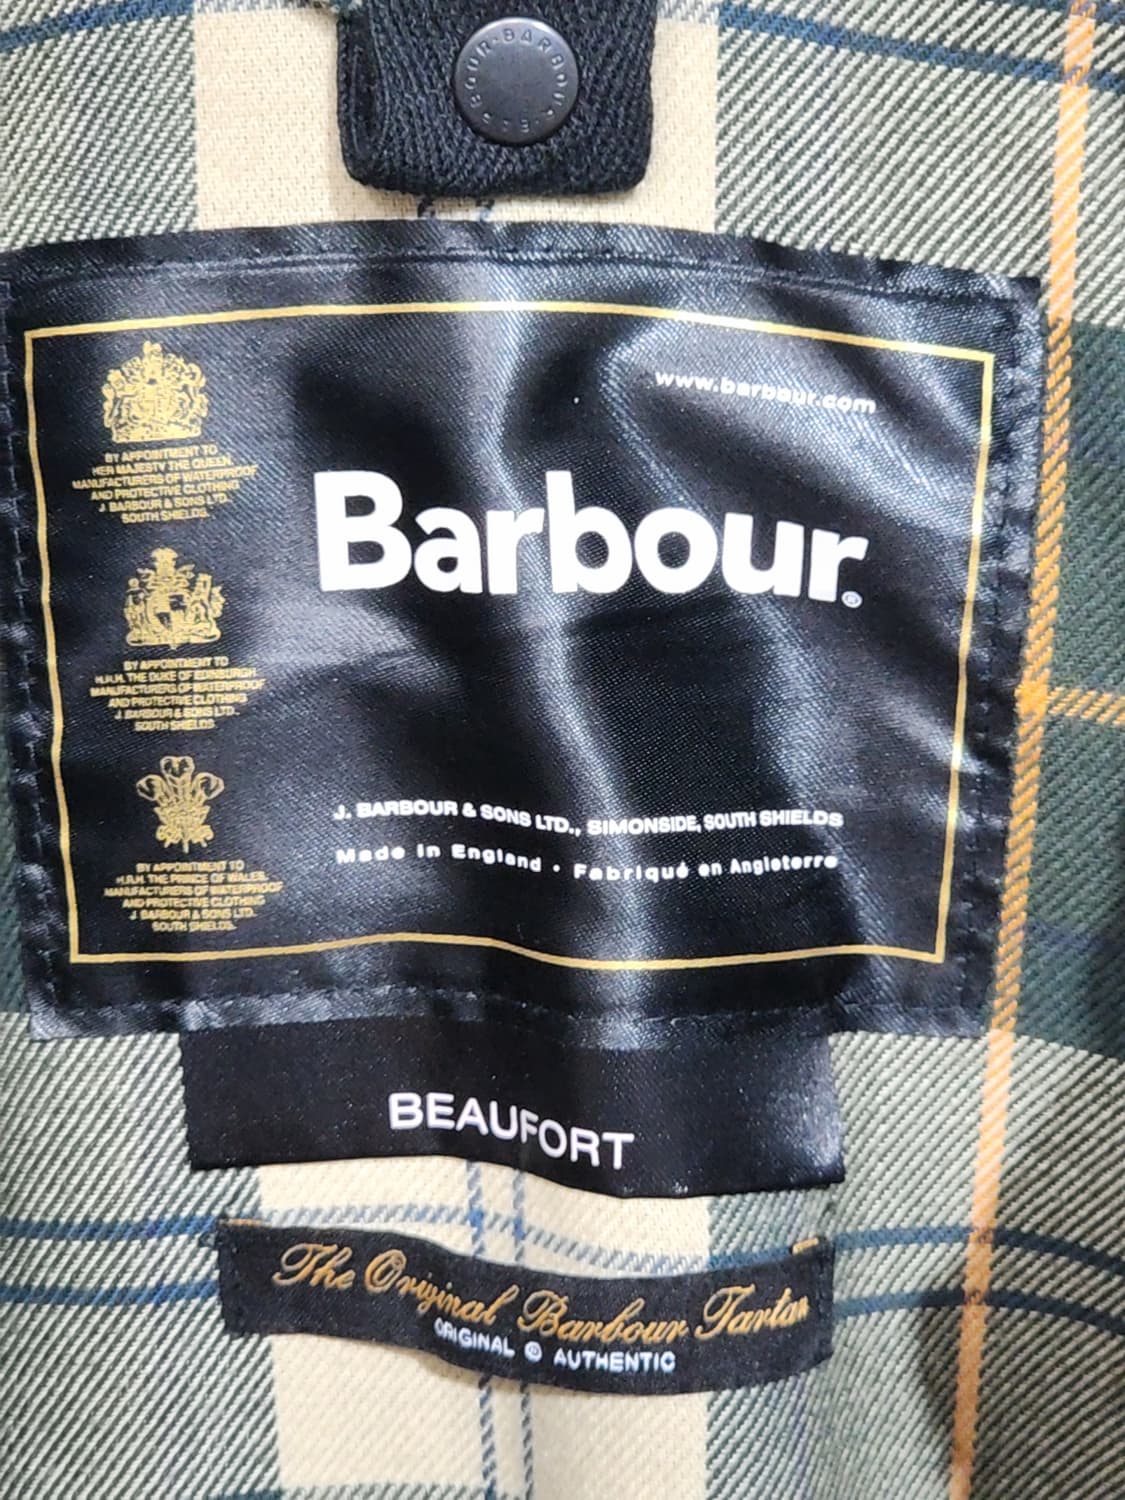 BARBOUR·BARBOUR·
www.barbour.com
BY APPOINTMENT TO
HER MAJESTY THE QUEEN,
MANUFACTURERS OF WATERPROOF
AND PROTECTIVE CLOTHING
J. BARBOUR & SONS LTD.
SOUTH SHIELDS.
Barbour®
BY APPOINTMENT TO
H.R.H. THE DUKE OF EDINBURGH
MANUFACTURERS OF WATERPROOF
AND PROTECTIVE CLOTHING
J. BARBOUR & SONS LTD.
SOUTH SHIELDS
BY APPOINTMENT TO
H.R.H. THE PRINCE OF WALES.
MANUFACTURERS OF WATERPROOF
AND PROTECTIVE CLOTHING
J. BARBOUR & SONS LTD.
SOUTH SHIELDS.
J. BARBOUR & SONS LTD., SIMONSIDE, SOUTH SHIELDS
Made in England · Fabriqué en Angleterre
BEAUFORT
The Original Barbour Tartan
ORIGINAL ® AUTHENTIC